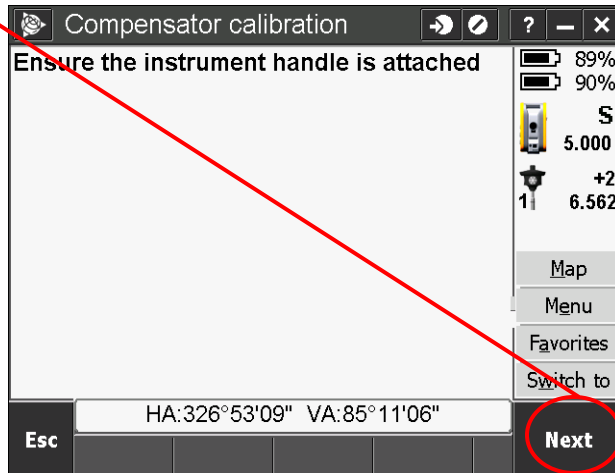 Compensator calibration
? – X
Ensure the instrument handle is attached
89%
90%
S
5.000
+2
1 6.562
Map
Menu
Favorites
Switch to
HA:326°53'09" VA:85°11'06"
Esc
Next